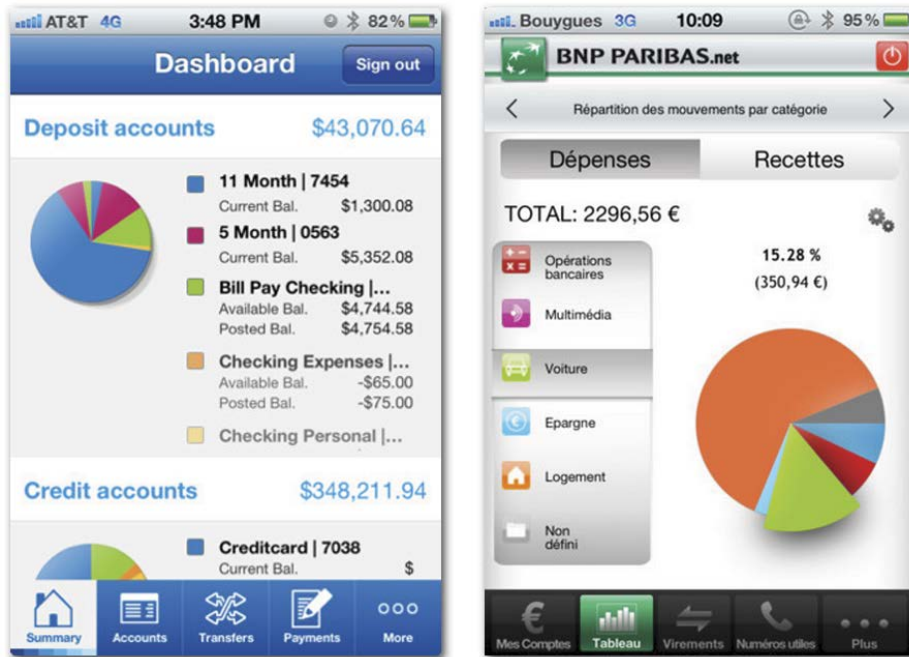 AT&T 4G 3:48 PM 82%
Dashboard
Sign out
Deposit accounts $43,070.64
11 Month | 7454
Current Bal. $1,300.08
5 Month | 0563
Current Bal. $5,352.08
Bill Pay Checking |...
Available Bal. $4,744.58
Posted Bal. $4,754.58
Checking Expenses |...
Available Bal. -$65.00
Posted Bal. -$75.00
Checking Personal |...
Credit accounts $348,211.94
Creditcard | 7038
Current Bal. $
Summary Accounts Transfers Payments More
Bouygues 3G 10:09 95%
BNP PARIBAS.net
Répartition des mouvements par catégorie
Dépenses Recettes
TOTAL: 2296,56 €
15.28 %
(350,94 €)
Opérations
bancaires
Multimédia
Voiture
Epargne
Logement
Non
défini
Mes Comptes Tableau Virements Numéros utiles Plus